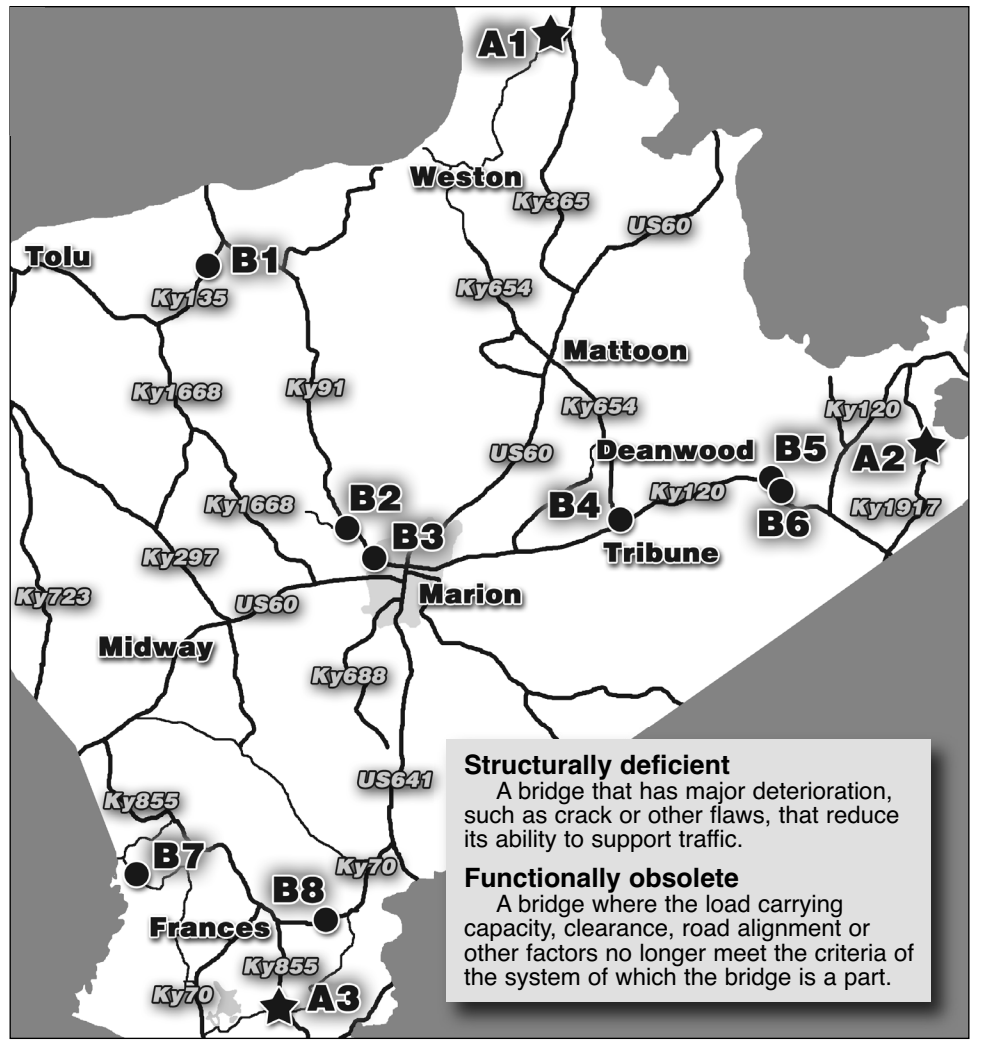 A1
Weston
Ky365
US60
Tolu
B1
Ky135
Ky654
Mattoon
Ky1668
Ky91
Ky654
Ky120
US60
Deanwood
B5
A2
B2
Ky1668
B4
Ky120
Ky1917
B6
B3
Tribune
Ky297
Ky723
US60
Marion
Midway
Ky688
US641
Ky855
B7
Ky70
B8
Frances
Ky855
Ky70
A3
Structurally deficient
A bridge that has major deterioration,
such as crack or other flaws, that reduce
its ability to support traffic.
Functionally obsolete
A bridge where the load carrying
capacity, clearance, road alignment or
other factors no longer meet the criteria of
the system of which the bridge is a part.